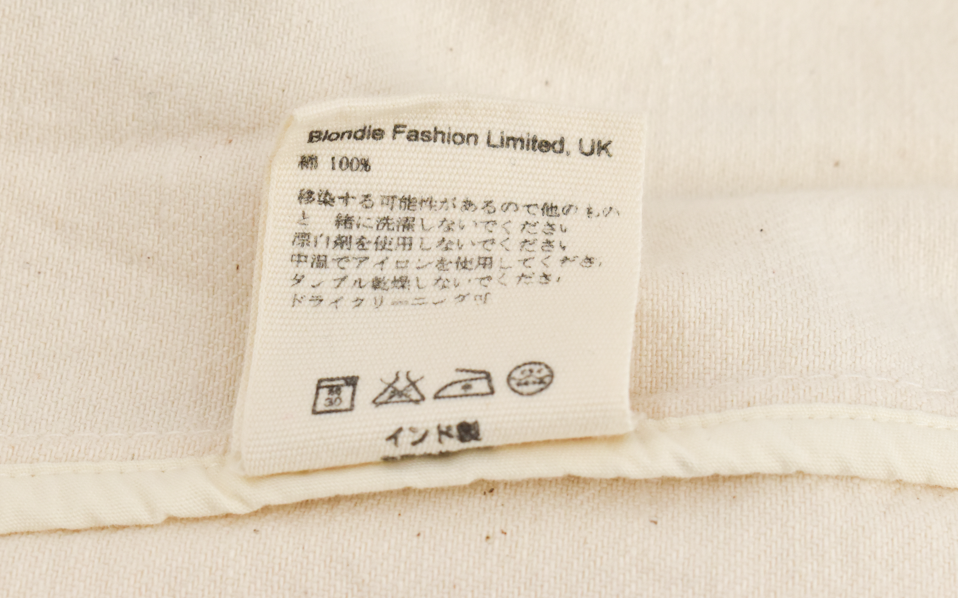 Blondie Fashion Limited, UK
綿 100%
移染する可能性があるので他のもの
と一緒に洗濯しないでください
漂白剤を使用しないでください
中温でアイロンを使用してくださ
タンブル乾燥しないでくださ
ドライクリーニング可
30
インド製